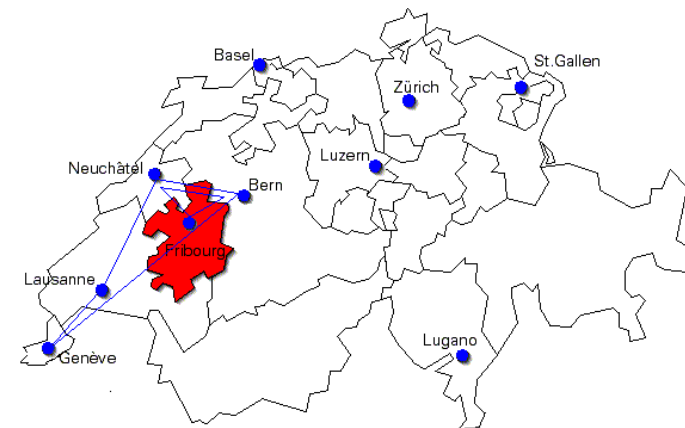 Basel
St.Gallen
Zürich
Luzern
Neuchâtel
Bern
Fribourg
Lausanne
Lugano
Genève